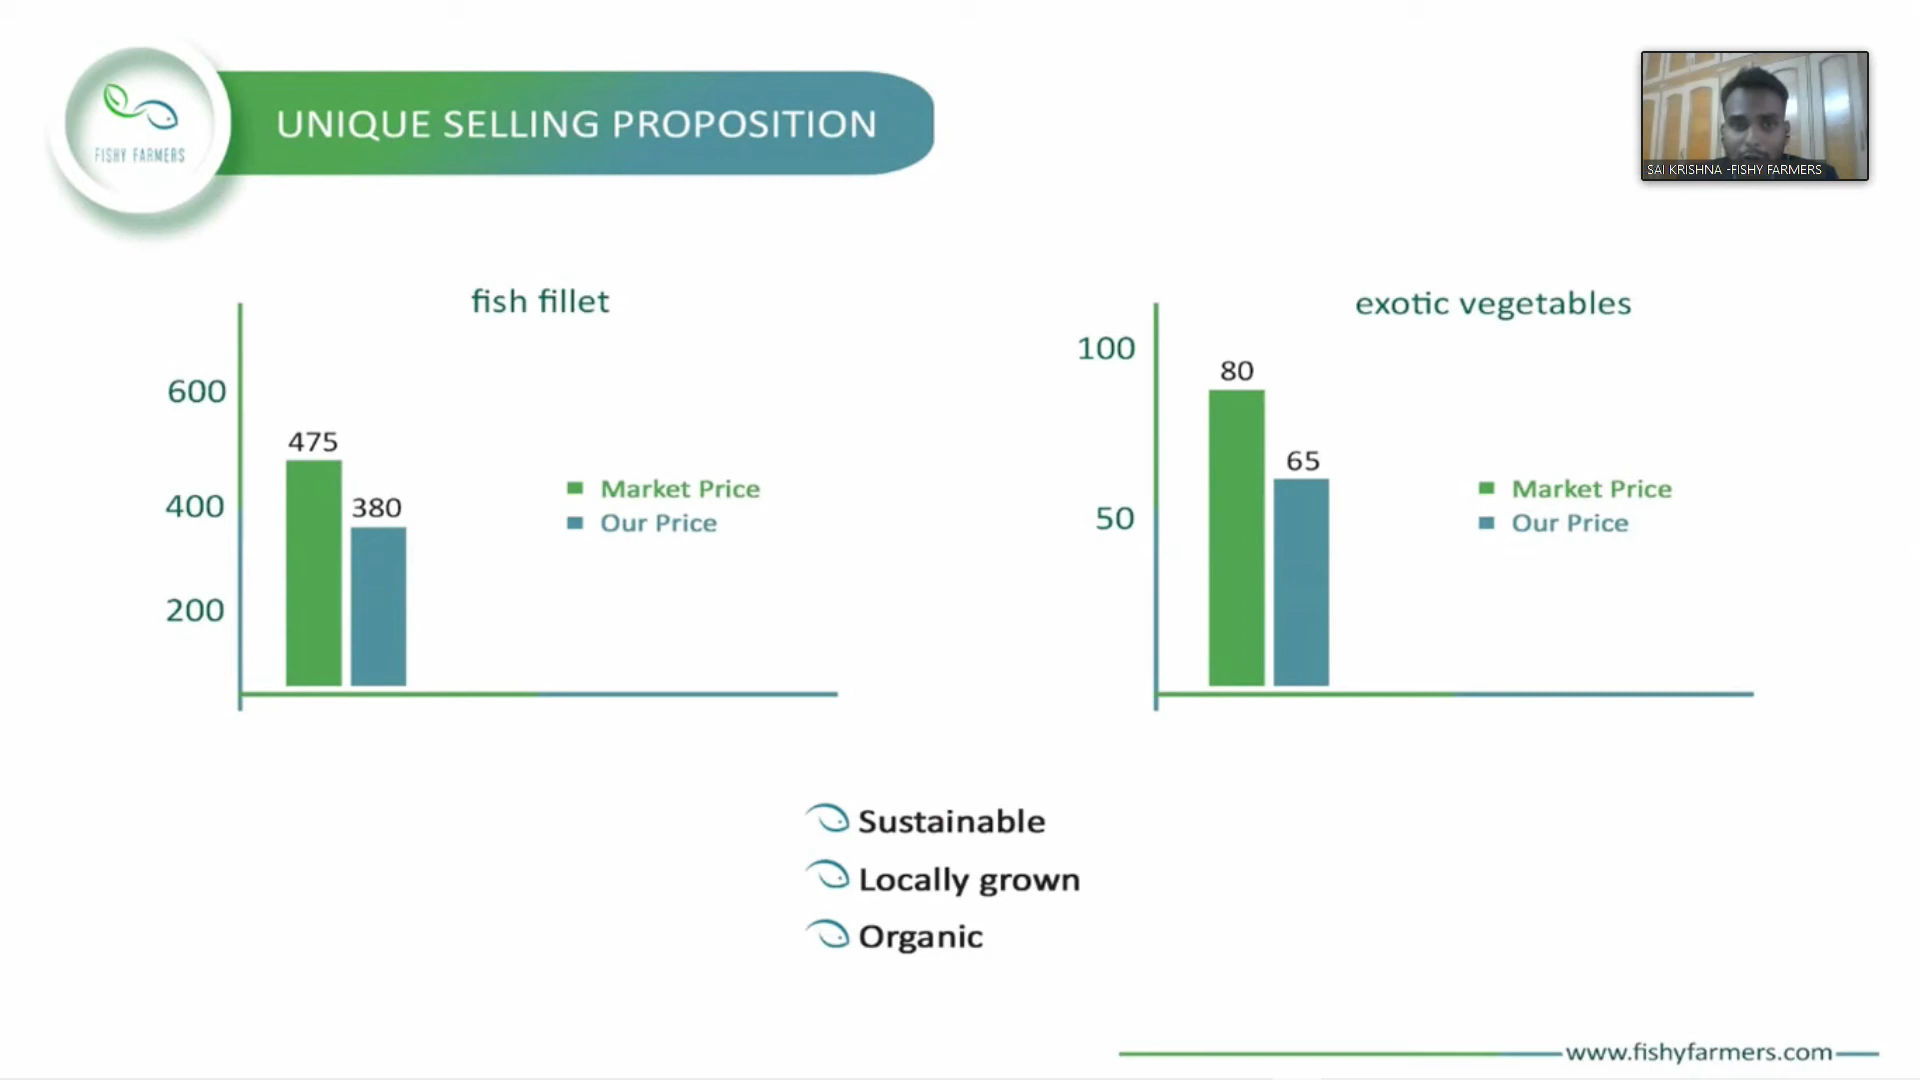 UNIQUE SELLING PROPOSITION
FISHY FARMERS
SAI KRISHNA -FISHY FARMERS
fish fillet
600
400
200
475
380
Market Price
Our Price
exotic vegetables
100
50
80
65
Market Price
Our Price
Sustainable
Locally grown
Organic
www.fishyfarmers.com